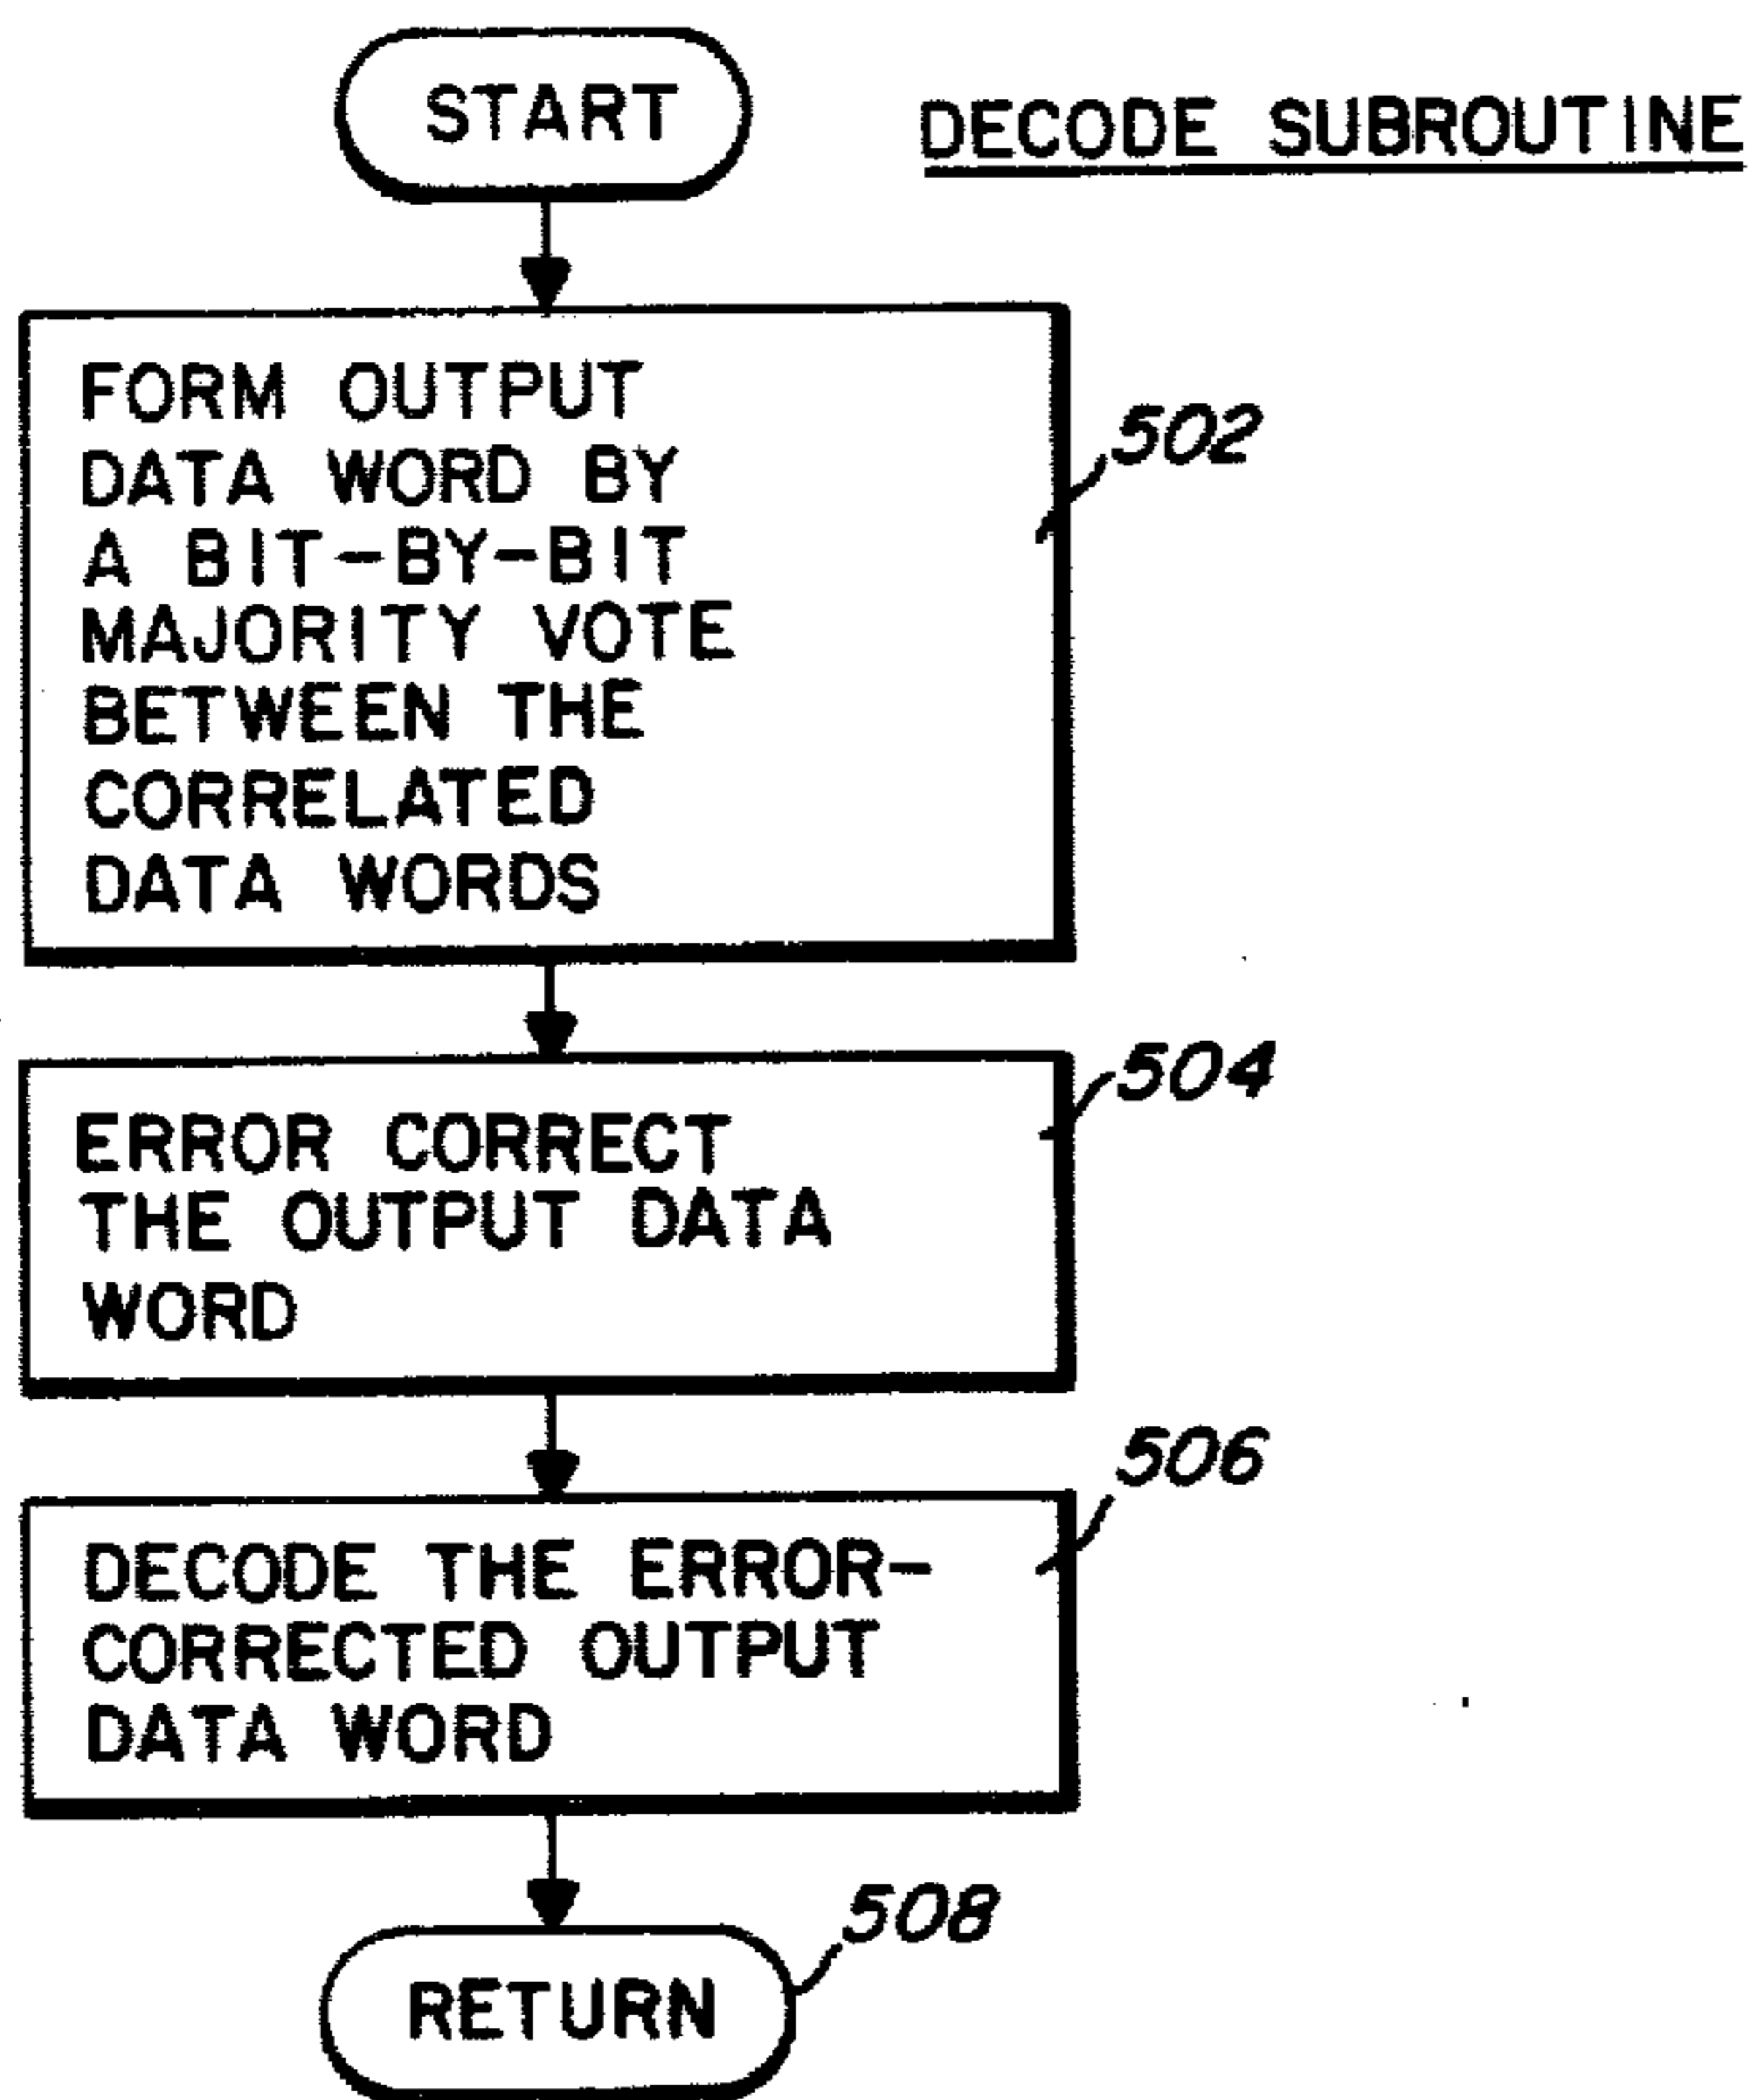 START
DECODE SUBROUTINE
FORM OUTPUT
DATA WORD BY
A BIT-BY-BIT
MAJORITY VOTE
BETWEEN THE
CORRELATED
DATA WORDS
502
ERROR CORRECT
THE OUTPUT DATA
WORD
504
DECODE THE ERROR-
CORRECTED OUTPUT
DATA WORD
506
RETURN
508